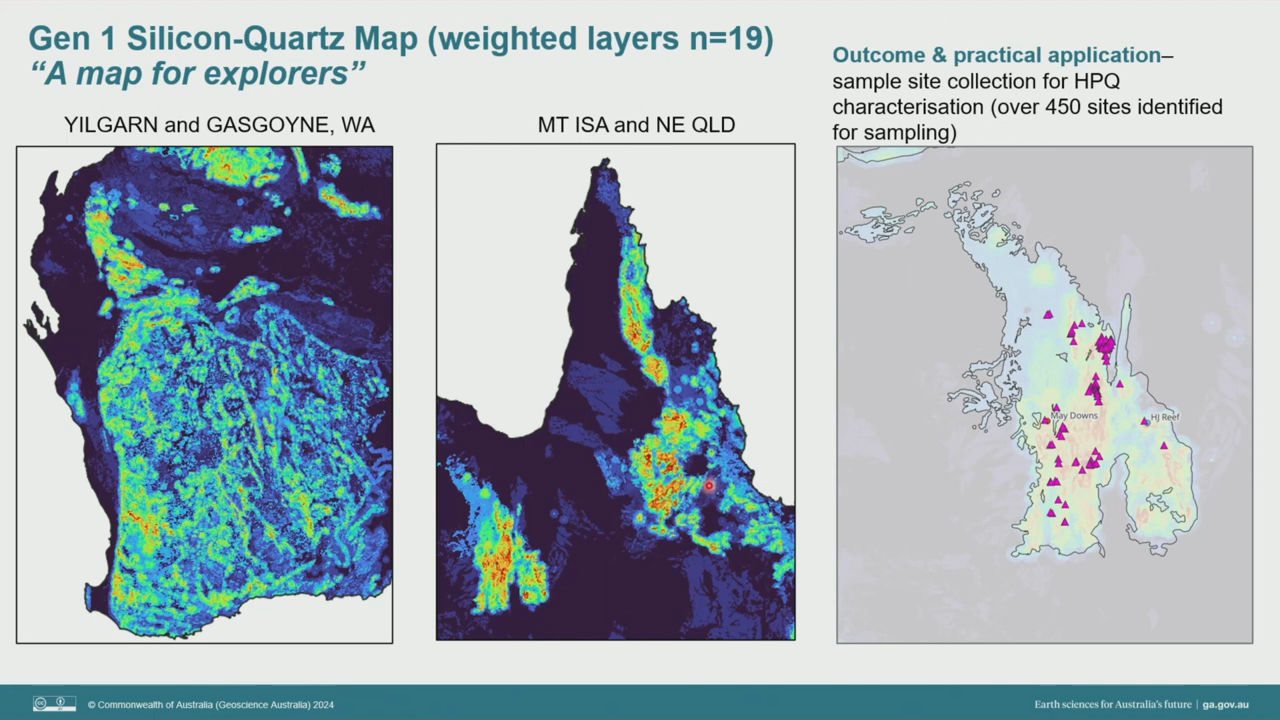 Gen 1 Silicon-Quartz Map (weighted layers n=19)
“A map for explorers”
Outcome & practical application–
sample site collection for HPQ
characterisation (over 450 sites identified
for sampling)
YILGARN and GASGOYNE, WA
MT ISA and NE QLD
May Downs
HJ Reef
© Commonwealth of Australia (Geoscience Australia) 2024
Earth sciences for Australia’s future | ga.gov.au